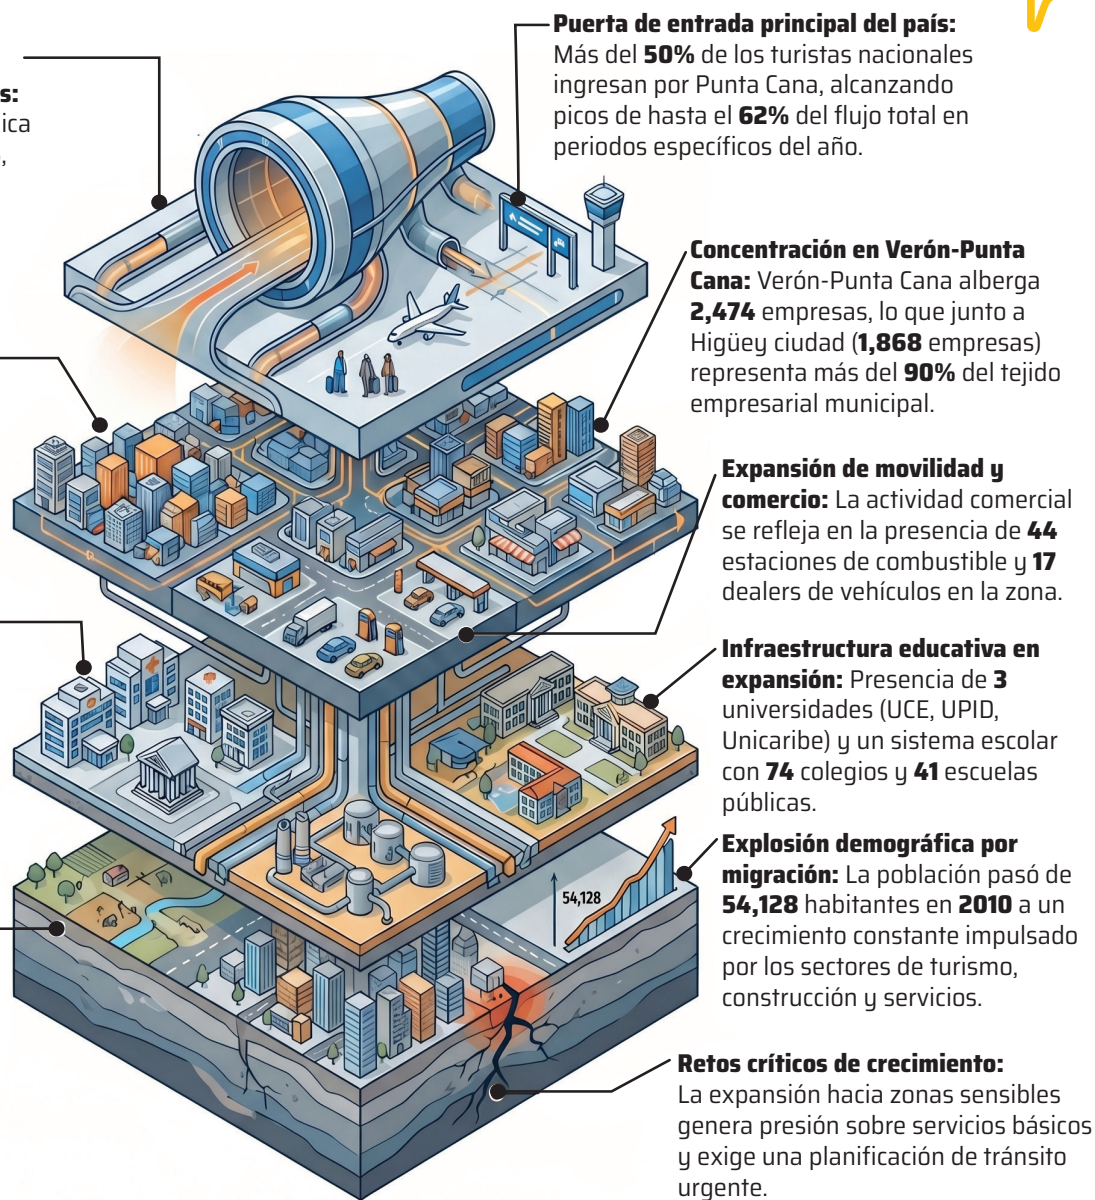 s:
ica
,
Puerta de entrada principal del país:
Más del 50% de los turistas nacionales
ingresan por Punta Cana, alcanzando
picos de hasta el 62% del flujo total en
periodos específicos del año.
Concentración en Verón-Punta
Cana: Verón-Punta Cana alberga
2,474 empresas, lo que junto a
Higüey ciudad (1,868 empresas)
representa más del 90% del tejido
empresarial municipal.
Expansión de movilidad y
comercio: La actividad comercial
se refleja en la presencia de 44
estaciones de combustible y 17
dealers de vehículos en la zona.
Infraestructura educativa en
expansión: Presencia de 3
universidades (UCE, UPID,
Unicaribe) y un sistema escolar
con 74 colegios y 41 escuelas
públicas.
Explosión demográfica por
migración: La población pasó de
54,128 habitantes en 2010 a un
crecimiento constante impulsado
por los sectores de turismo,
construcción y servicios.
54,128
Retos críticos de crecimiento:
La expansión hacia zonas sensibles
genera presión sobre servicios básicos
y exige una planificación de tránsito
urgente.